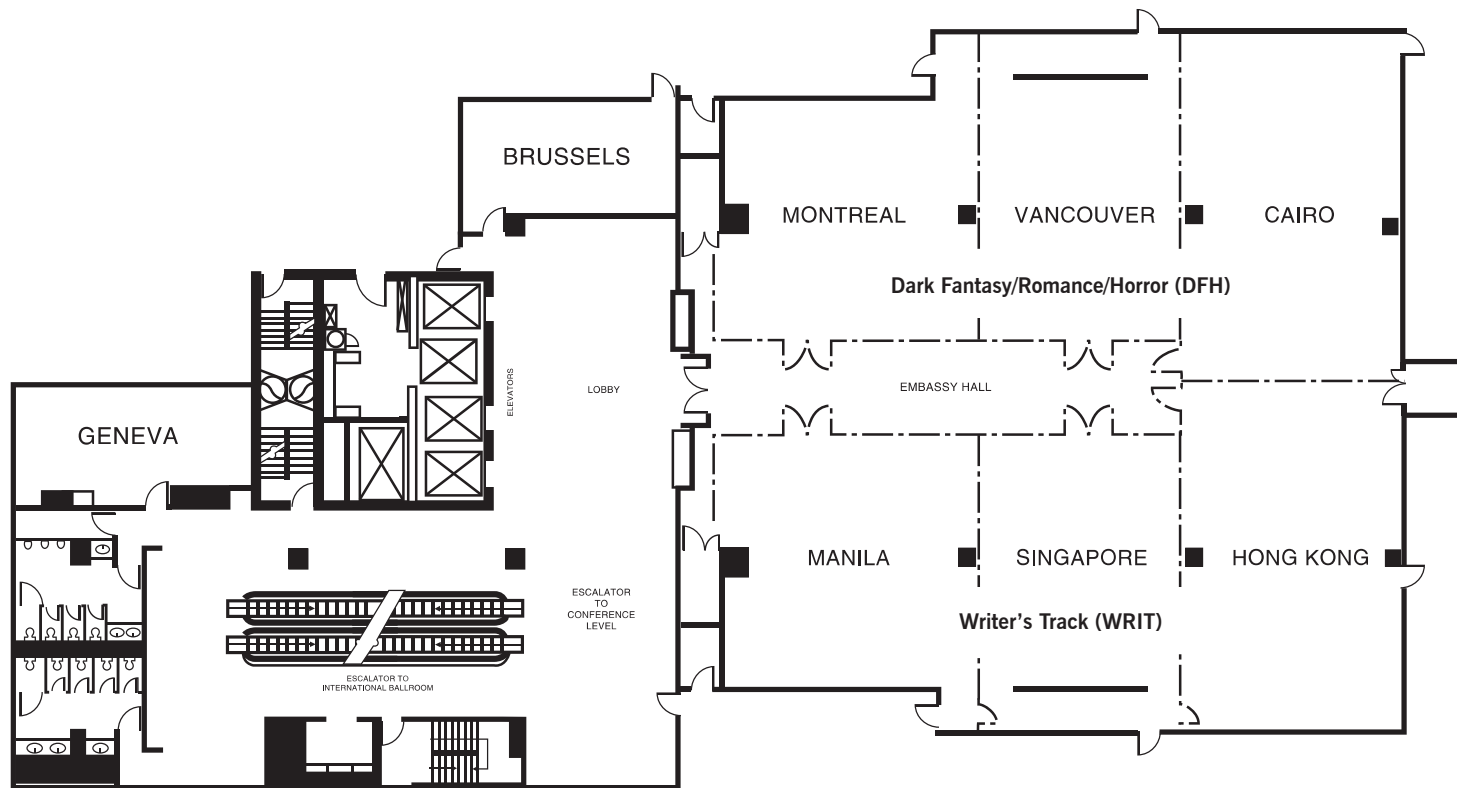 BRUSSELS
MONTREAL
VANCOUVER
CAIRO
Dark Fantasy/Romance/Horror (DFH)
ELEVATORS
LOBBY
EMBASSY HALL
GENEVA
MANILA
SINGAPORE
HONG KONG
ESCALATOR
TO
CONFERENCE
LEVEL
Writer's Track (WRIT)
ESCALATOR TO
INTERNATIONAL BALLROOM